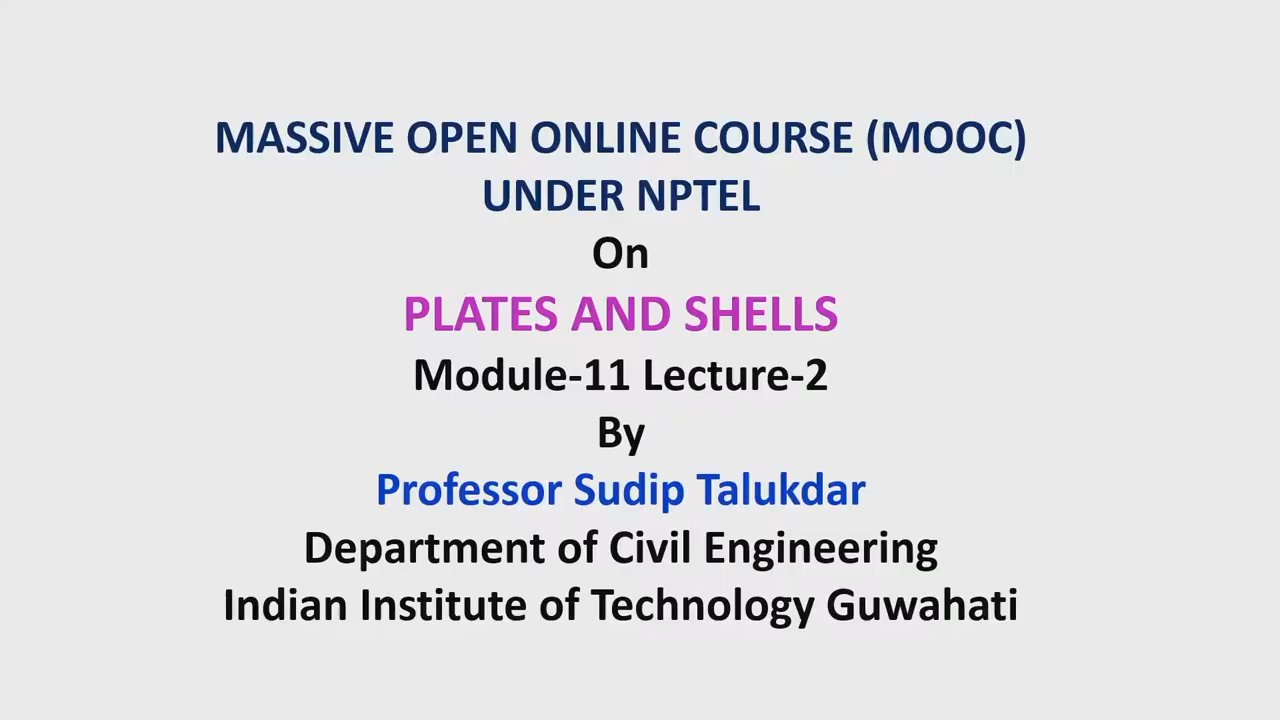 MASSIVE OPEN ONLINE COURSE (MOOC)
UNDER NPTEL
On
PLATES AND SHELLS
Module-11 Lecture-2
By
Professor Sudip Talukdar
Department of Civil Engineering
Indian Institute of Technology Guwahati